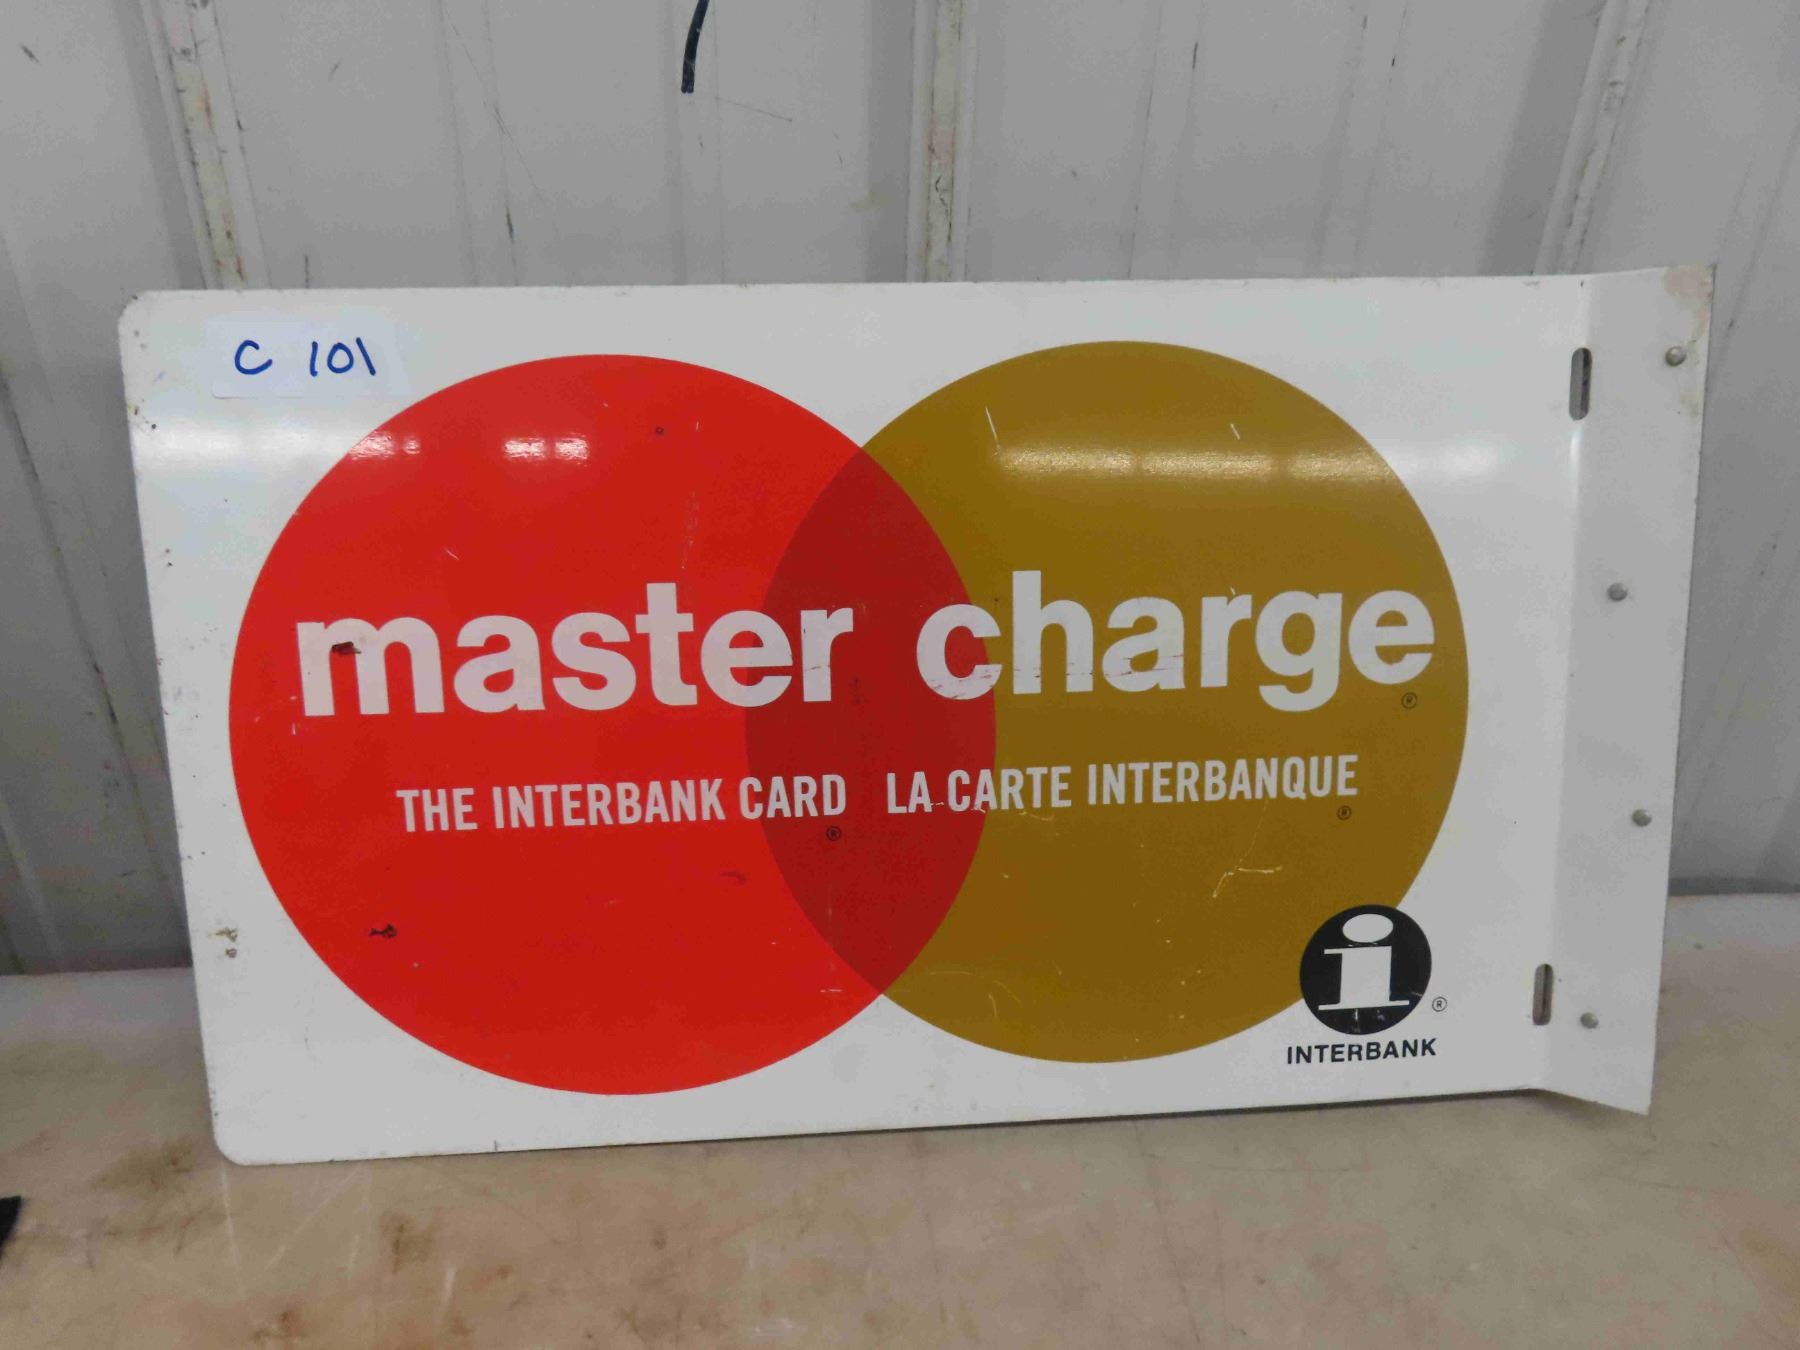 C 101
master charge ®
THE INTERBANK CARD ® LA CARTE INTERBANQUE ®
i ®
INTERBANK